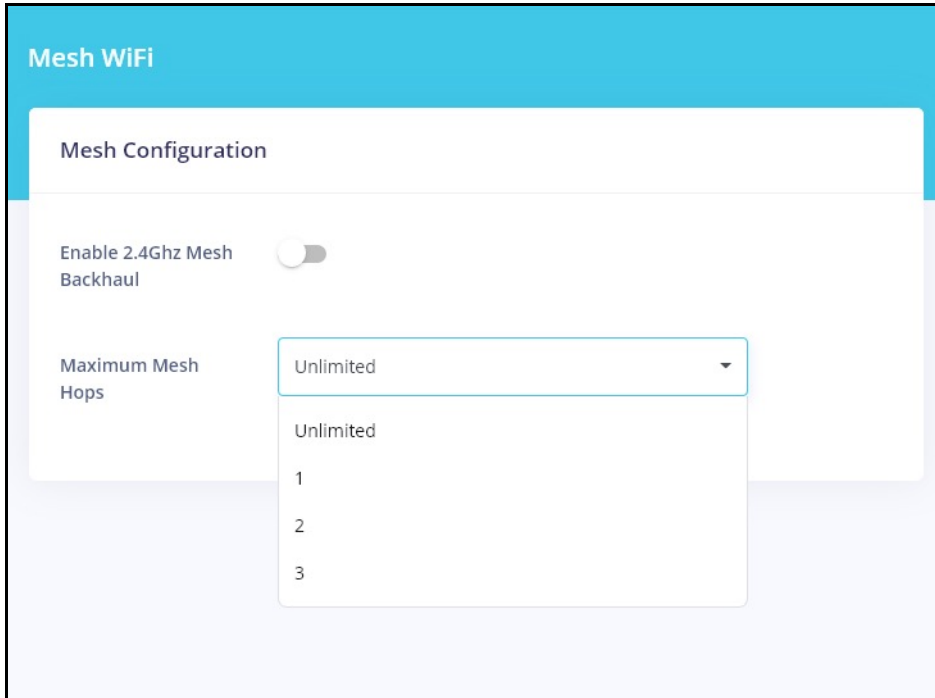 Mesh WiFi
Mesh Configuration
Enable 2.4Ghz Mesh
Backhaul
Maximum Mesh
Hops
Unlimited
Unlimited
1
2
3